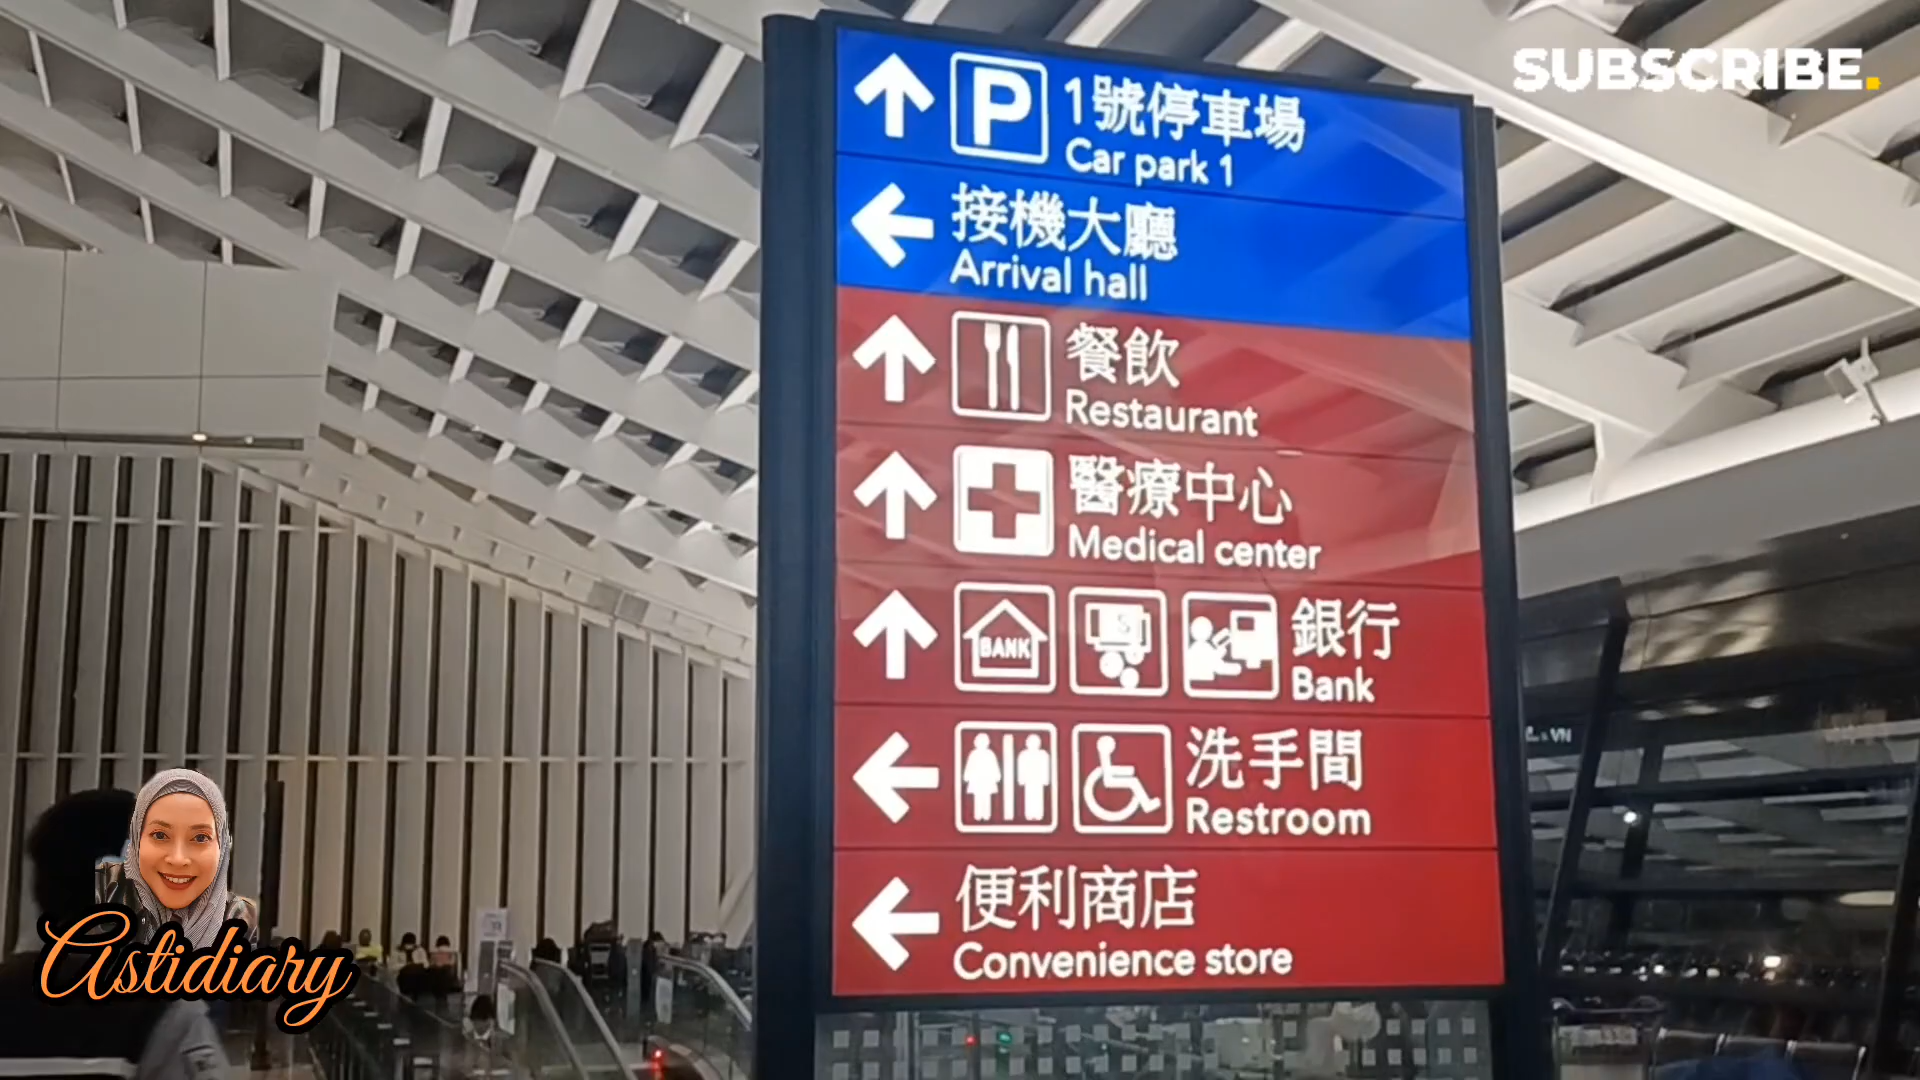 SUBSCRIBE.
P
1號停車場
Car park 1
接機大廳
Arrival hall
餐飲
Restaurant
醫療中心
Medical center
BANK
$
銀行
Bank
洗手間
Restroom
便利商店
Convenience store
Astidiary